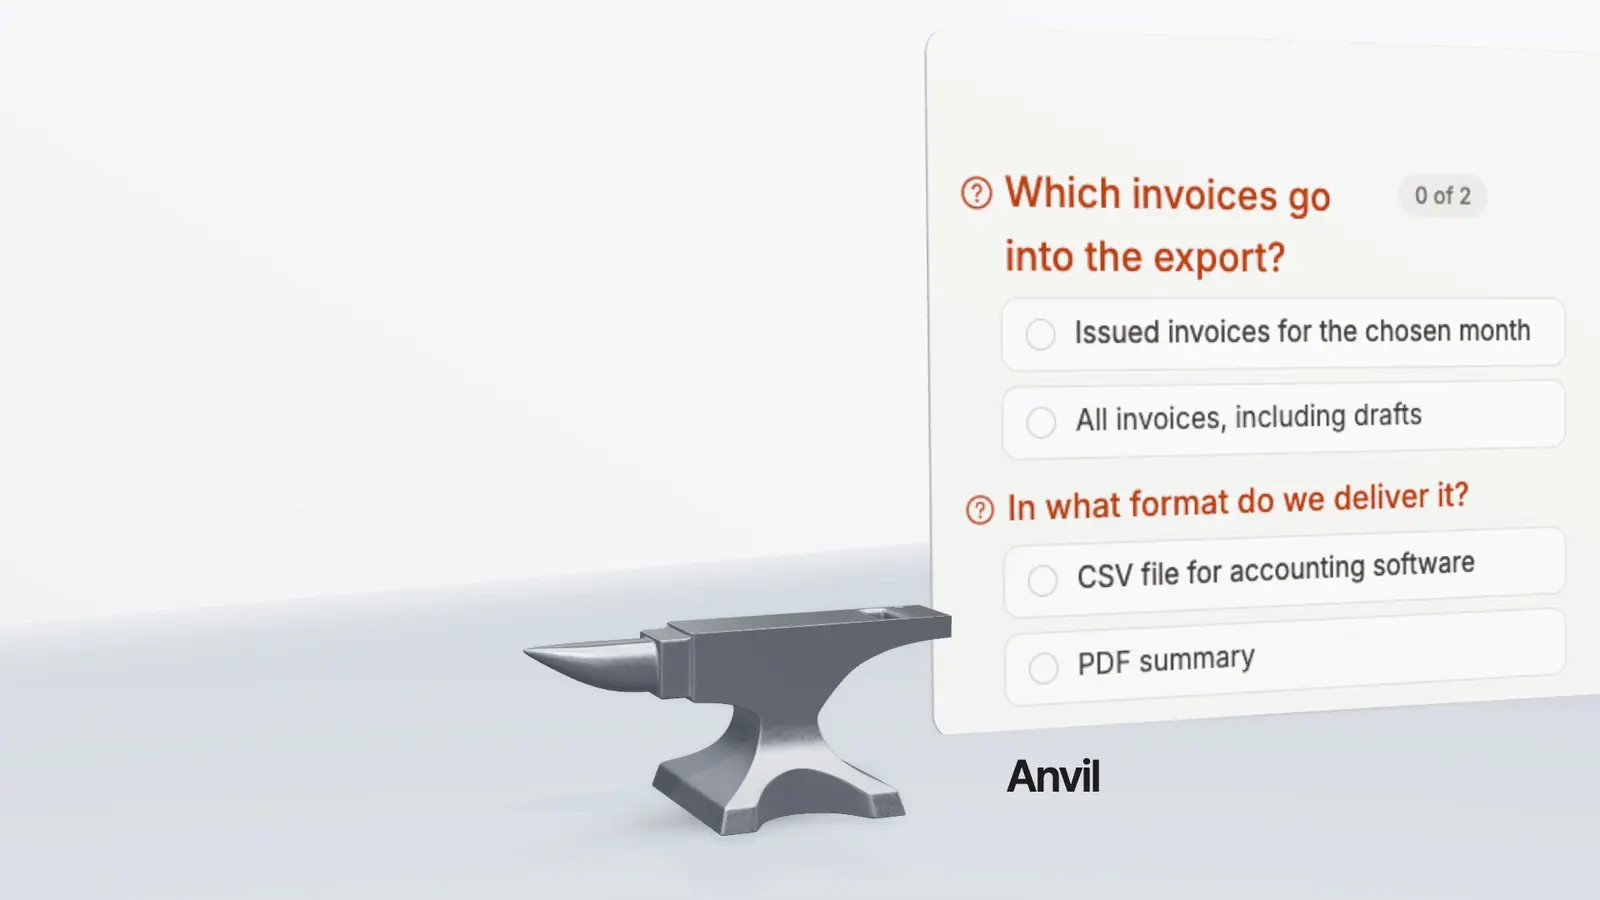 Which invoices go
0 of 2
into the export?
Issued invoices for the chosen month
All invoices, including drafts
In what format do we deliver it?
CSV file for accounting software
PDF summary
Anvil